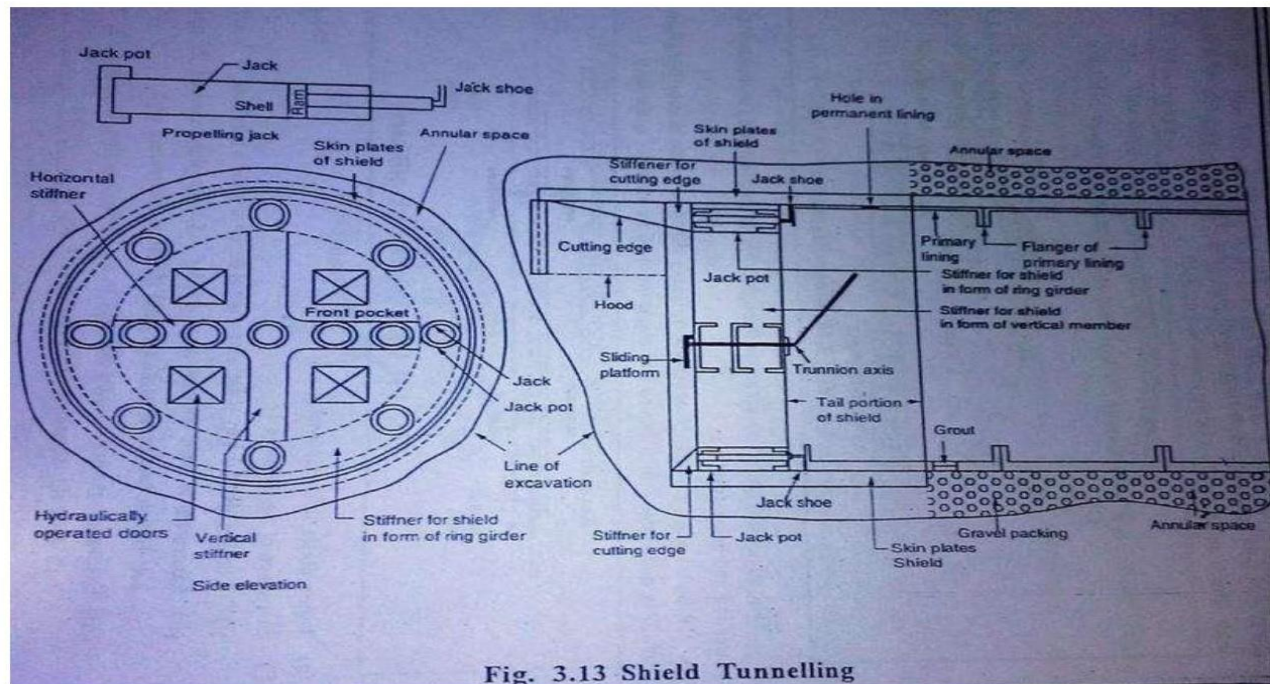 Jack pot
Jack
Shell
Ram
Jack shoe
Propelling jack
Skin plates
of shield
Annular space
Horizontal
stiffner
Front pocket
Jack
Jack pot
Line of
excavation
Hydraulically
operated doors
Vertical
stiffner
Stiffner for shield
in form of ring girder
Side elevation
Hole in
permanent lining
Skin plates
of shield
Stiffener for
cutting edge
Jack shoe
Annular space
Cutting edge
Jack pot
Hood
Primary
lining
Flanger of
primary lining
Stiffner for shield
in form of ring girder
Stiffner for shield
in form of vertical member
Sliding
platform
Trunnion axis
Tail portion
of shield
Grout
Jack shoe
Stiffner for
cutting edge
Jack pot
Gravel packing
Annular space
Skin plates
Shield
Fig. 3.13 Shield Tunnelling